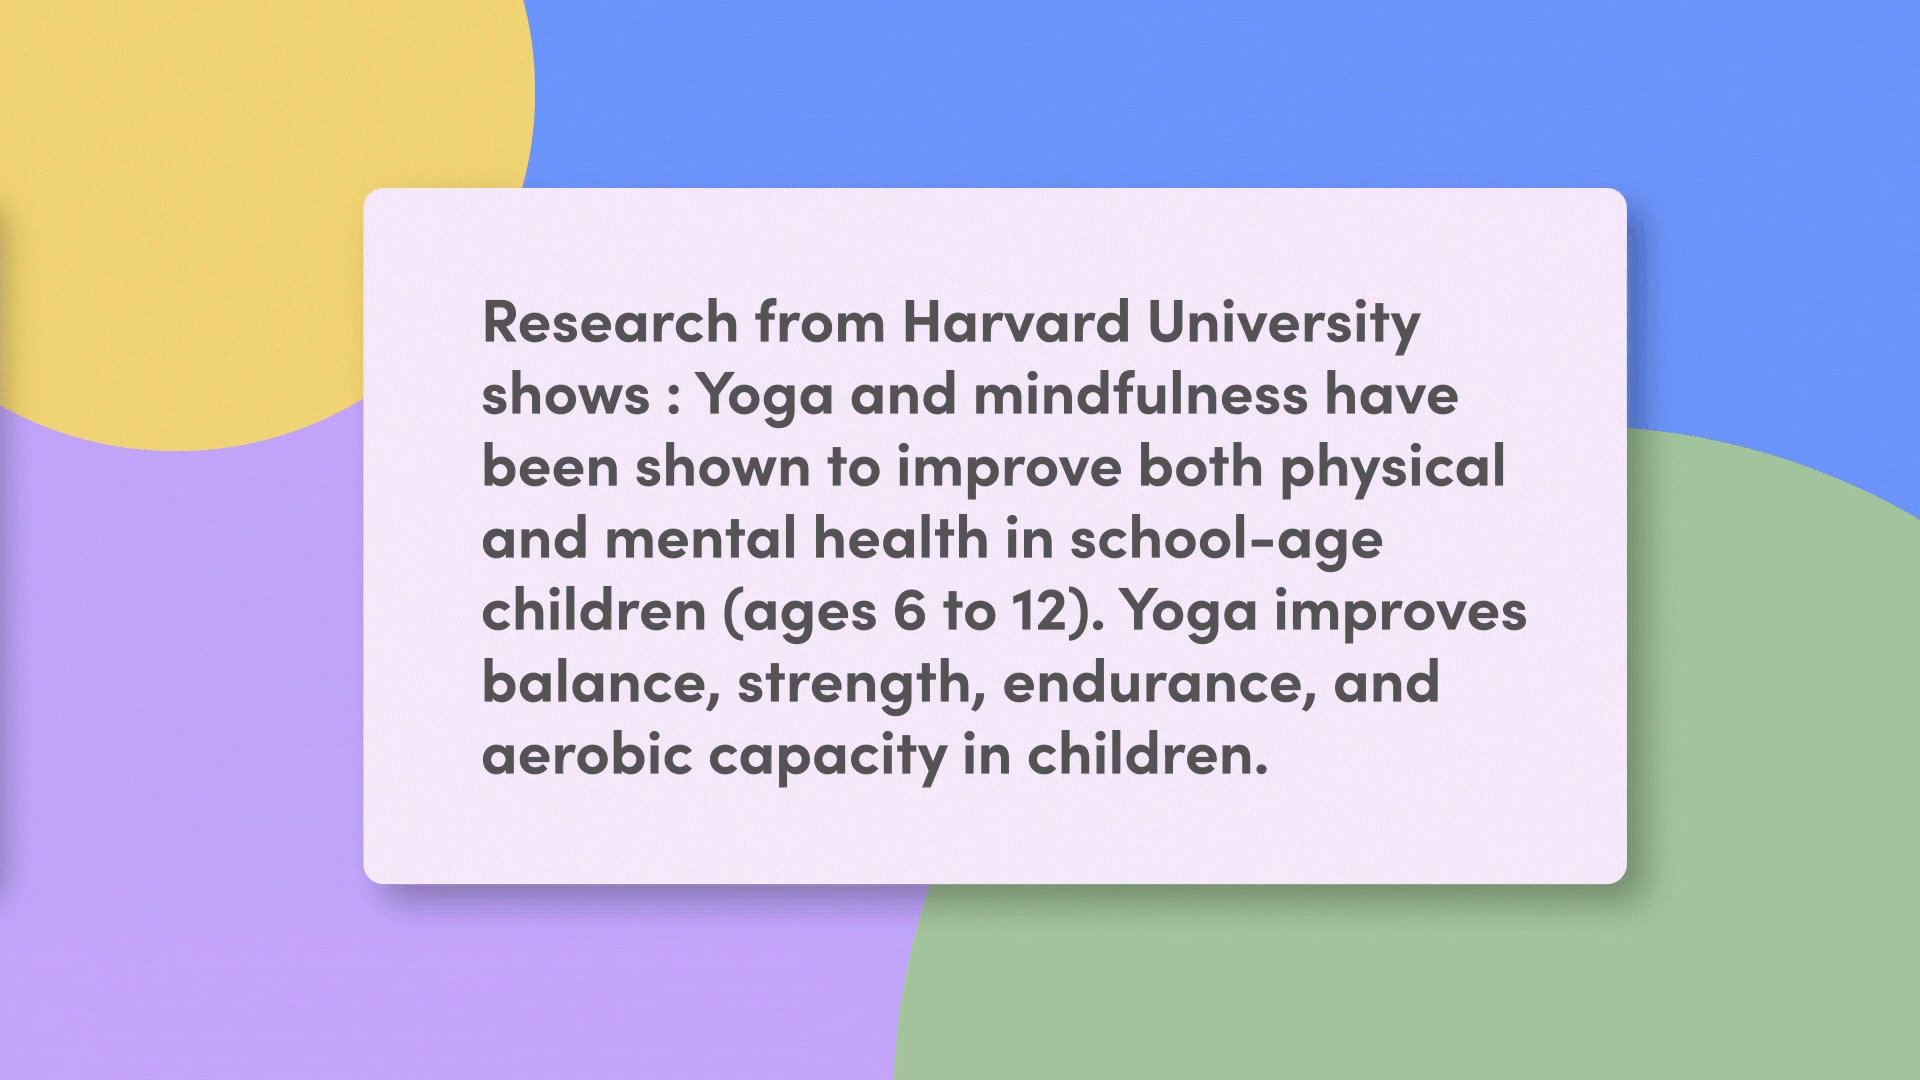 Research from Harvard University
shows : Yoga and mindfulness have
been shown to improve both physical
and mental health in school-age
children (ages 6 to 12). Yoga improves
balance, strength, endurance, and
aerobic capacity in children.